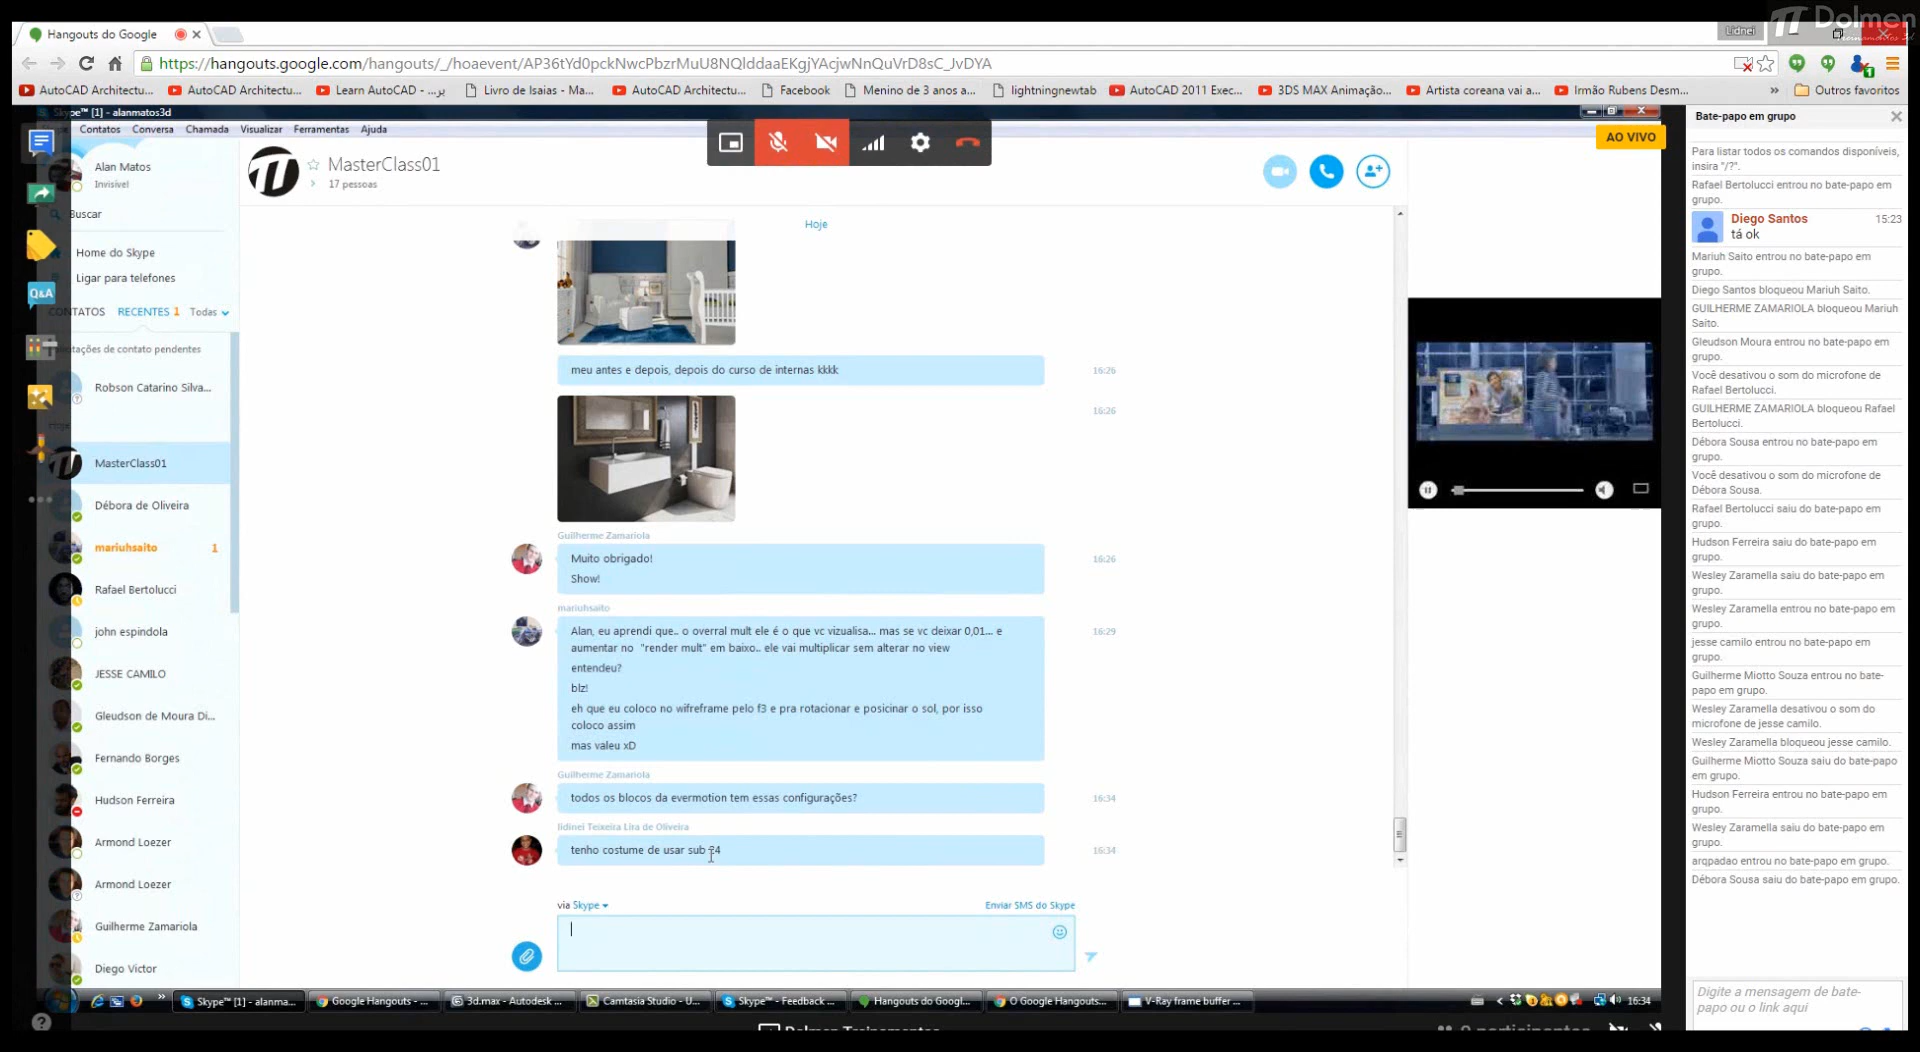 Hangouts do Google
Lidnei
Dolmen
https://hangouts.google.com/hangouts/_/hoaevent/AP36tYd0pckNwcPbzrMuU8NQlddaaEKgjYAcjwNnQuVrD8sC_JvDYA
AutoCAD Architectu...
AutoCAD Architectu...
Learn AutoCAD - ...
Livro de Isaias - Ma...
AutoCAD Architectu...
Facebook
Menino de 3 anos a...
lightningnewtab
AutoCAD 2011 Exec...
3DS MAX Animação...
Artista coreana vai a...
Irmão Rubens Desm...
»
Outros favoritos
Skype™ [1] - alanmatos3d
Contatos
Conversa
Chamada
Visualizar
Ferramentas
Ajuda
AO VIVO
Alan Matos
Invisível
Buscar
Home do Skype
Ligar para telefones
Q&A
CONTATOS
RECENTES 1
Todas
itações de contato pendentes
Robson Catarino Silva...
MasterClass01
Débora de Oliveira
mariuhsaito
1
Rafael Bertolucci
john espindola
JESSE CAMILO
Gleudson de Moura Di...
Fernando Borges
Hudson Ferreira
Armond Loezer
Armond Loezer
Guilherme Zamariola
Diego Victor
MasterClass01
17 pessoas
Hoje
meu antes e depois, depois do curso de internas kkkk
16:26
16:26
Guilherme Zamariola
Muito obrigado!
Show!
16:26
mariuhsaito
Alan, eu aprendi que.. o overral mult ele é o que vc vizualisa... mas se vc deixar 0,01... e
aumentar no "render mult" em baixo.. ele vai multiplicar sem alterar no view
entendeu?
blz!
eh que eu coloco no wifreframe pelo f3 e pra rotacionar e posicinar o sol, por isso
coloco assim
mas valeu xD
16:29
Guilherme Zamariola
todos os blocos da evermotion tem essas configurações?
16:34
lidinei Teixeira Lira de Oliveira
tenho costume de usar sub 24
16:34
via Skype
Enviar SMS do Skype
Bate-papo em grupo
Para listar todos os comandos disponíveis,
insira "/?".
Rafael Bertolucci entrou no bate-papo em
grupo.
Diego Santos
15:23
tá ok
Mariuh Saito entrou no bate-papo em
grupo.
Diego Santos bloqueou Mariuh Saito.
GUILHERME ZAMARIOLA bloqueou Mariuh
Saito.
Gleudson Moura entrou no bate-papo em
grupo.
Você desativou o som do microfone de
Rafael Bertolucci.
GUILHERME ZAMARIOLA bloqueou Rafael
Bertolucci.
Débora Sousa entrou no bate-papo em
grupo.
Você desativou o som do microfone de
Débora Sousa.
Rafael Bertolucci saiu do bate-papo em
grupo.
Hudson Ferreira saiu do bate-papo em
grupo.
Wesley Zaramella saiu do bate-papo em
grupo.
Wesley Zaramella entrou no bate-papo em
grupo.
jesse camilo entrou no bate-papo em
grupo.
Guilherme Miotto Souza entrou no bate-
papo em grupo.
Wesley Zaramella desativou o som do
microfone de jesse camilo.
Wesley Zaramella bloqueou jesse camilo.
Guilherme Miotto Souza saiu do bate-papo
em grupo.
Hudson Ferreira entrou no bate-papo em
grupo.
Wesley Zaramella saiu do bate-papo em
grupo.
arqpadao entrou no bate-papo em grupo.
Débora Sousa saiu do bate-papo em grupo.
Digite a mensagem de bate-
papo ou o link aqui
»
Skype™ [1] - alanma...
Google Hangouts - ...
3d.max - Autodesk ...
Camtasia Studio - U...
Skype™ - Feedback ...
Hangouts do Googl...
O Google Hangouts...
V-Ray frame buffer ...
16:34
Dolmen Treinamentos
participantes